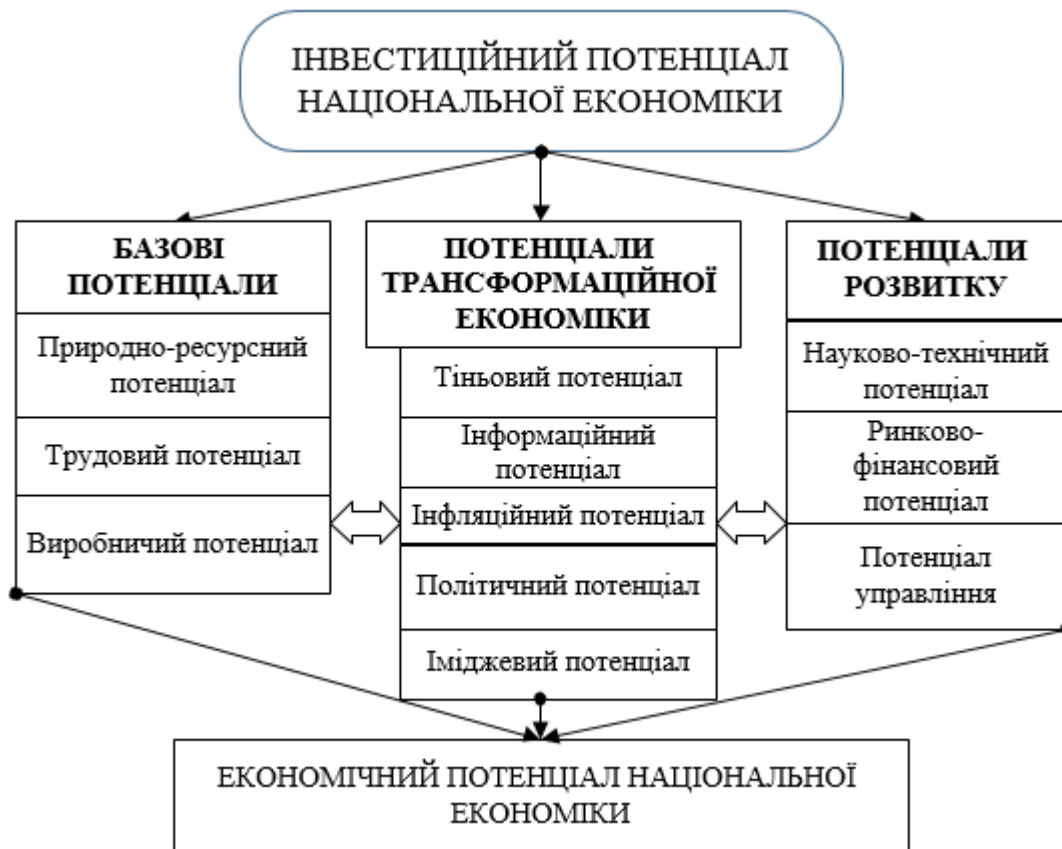 ІНВЕСТИЦІЙНИЙ ПОТЕНЦІАЛ
НАЦІОНАЛЬНОЇ ЕКОНОМІКИ
БАЗОВІ
ПОТЕНЦІАЛИ
Природно-ресурсний
потенціал
Трудовий потенціал
Виробничий потенціал
ПОТЕНЦІАЛИ
ТРАНСФОРМАЦІЙНОЇ
ЕКОНОМІКИ
Тіньовий потенціал
Інформаційний
потенціал
Інфляційний потенціал
Політичний потенціал
Іміджевий потенціал
ПОТЕНЦІАЛИ
РОЗВИТКУ
Науково-технічний
потенціал
Ринково-
фінансовий
потенціал
Потенціал
управління
ЕКОНОМІЧНИЙ ПОТЕНЦІАЛ НАЦІОНАЛЬНОЇ
ЕКОНОМІКИ